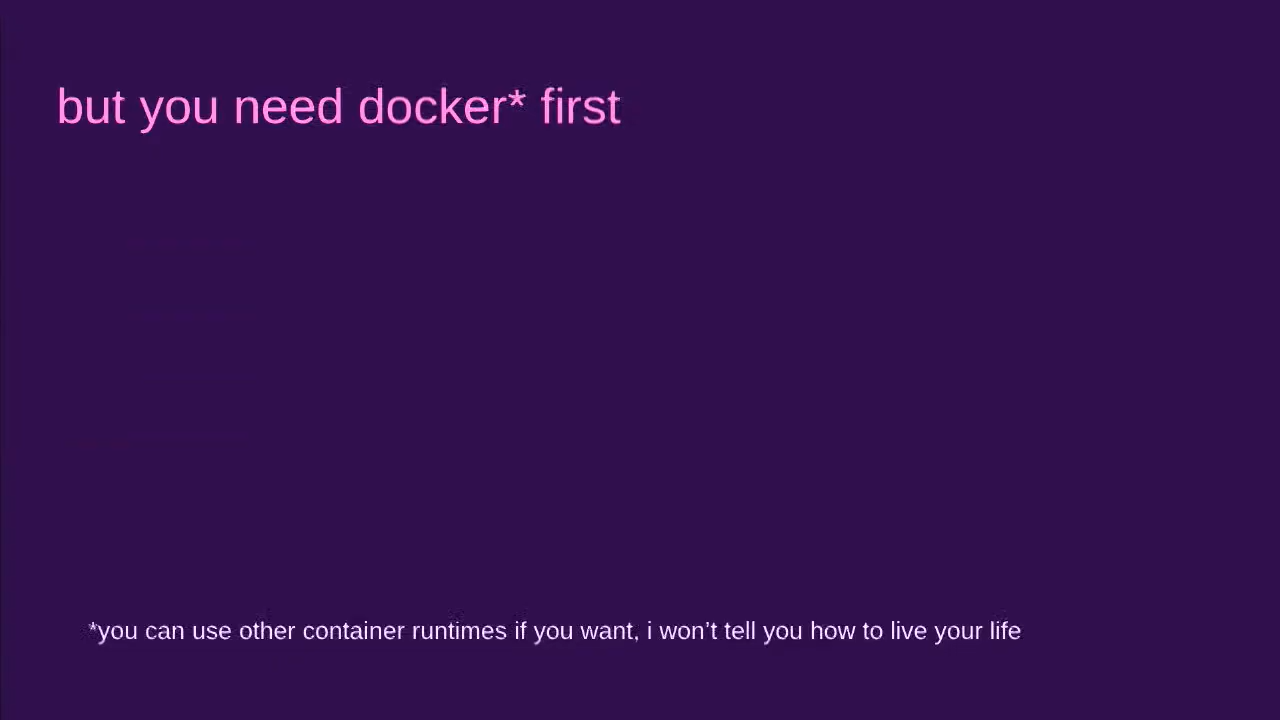 but you need docker* first
*you can use other container runtimes if you want, i won’t tell you how to live your life